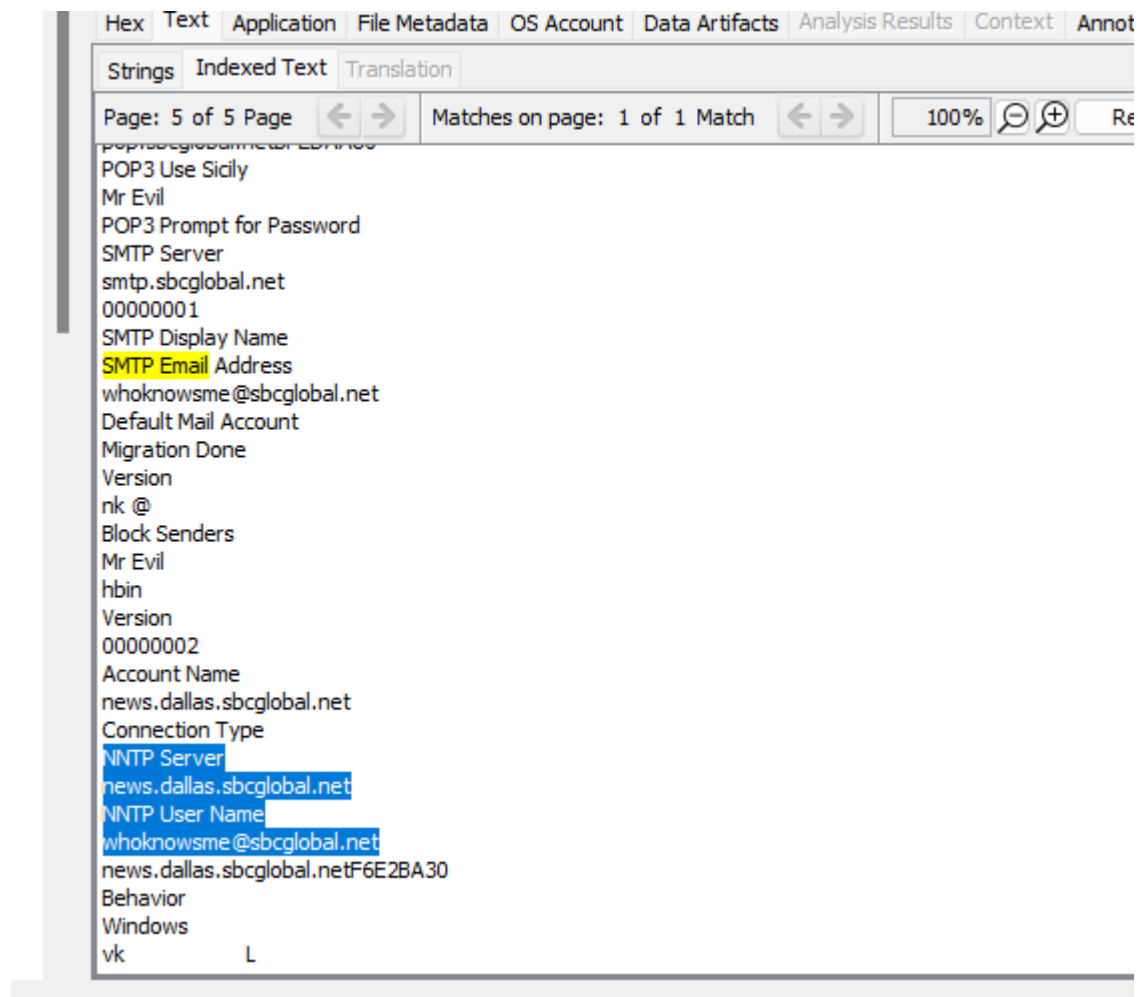 Hex Text Application File Metadata OS Account Data Artifacts Analysis Results Context Annot
Strings Indexed Text Translation
Page: 5 of 5 Page Matches on page: 1 of 1 Match 100% Re
POP3 Use Sicily
Mr Evil
POP3 Prompt for Password
SMTP Server
smtp.sbcglobal.net
00000001
SMTP Display Name
SMTP Email Address
whoknowsme@sbcglobal.net
Default Mail Account
Migration Done
Version
nk @
Block Senders
Mr Evil
hbin
Version
00000002
Account Name
news.dallas.sbcglobal.net
Connection Type
NNTP Server
news.dallas.sbcglobal.net
NNTP User Name
whoknowsme@sbcglobal.net
news.dallas.sbcglobal.netF6E2BA30
Behavior
Windows
vk L